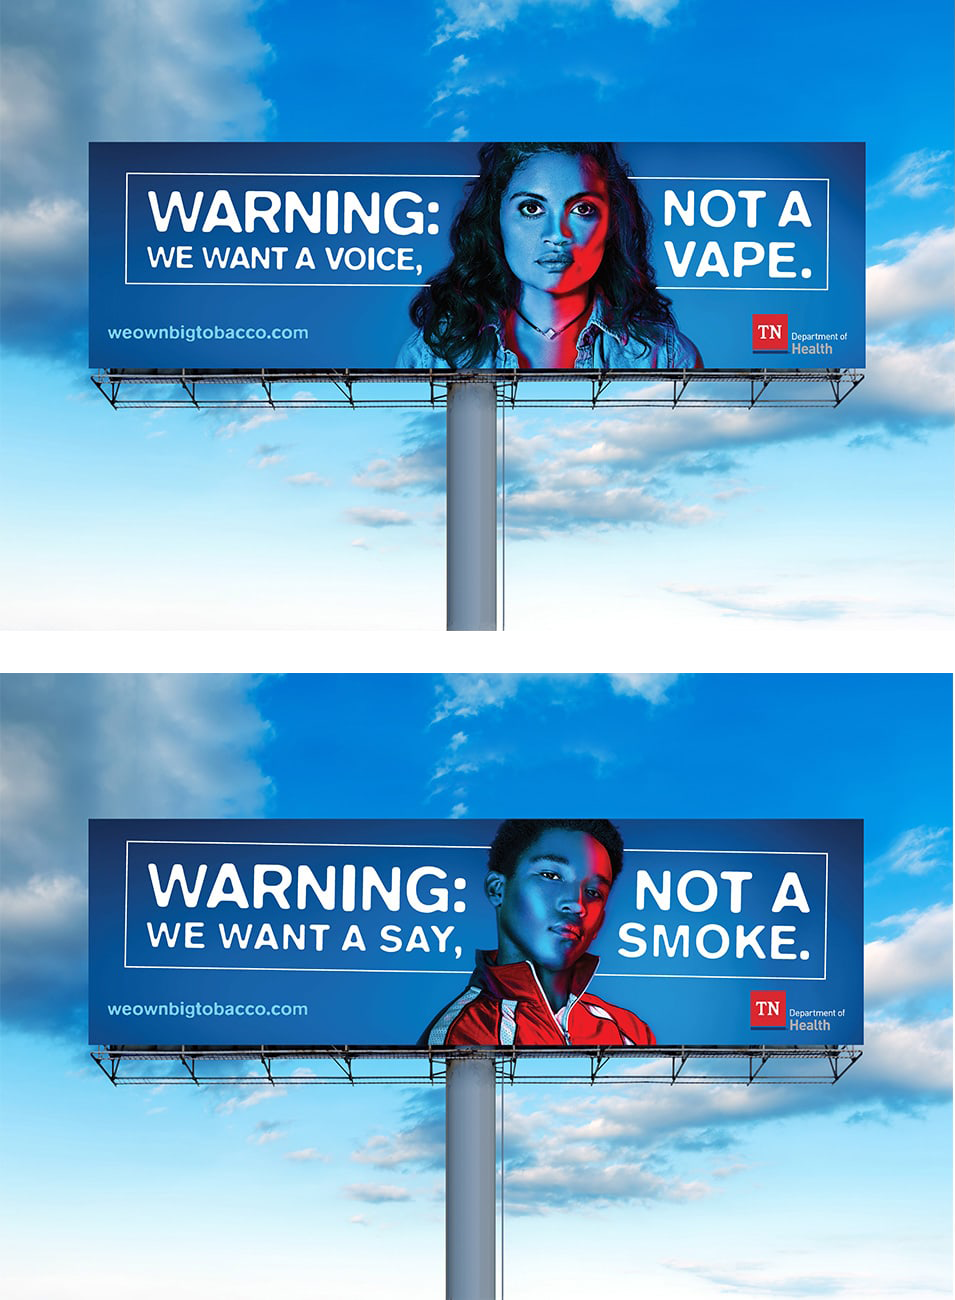 WARNING:
WE WANT A VOICE,
NOT A
VAPE.
weownbigtobacco.com
TN
Department of
Health
WARNING:
WE WANT A SAY,
NOT A
SMOKE.
weownbigtobacco.com
TN
Department of
Health